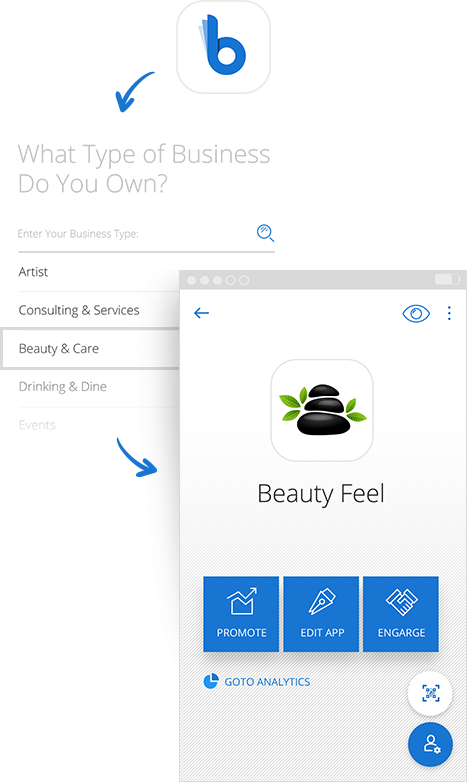 b
What Type of Business
Do You Own?
Enter Your Business Type:
Artist
Consulting & Services
Beauty & Care
Drinking & Dine
Events
Beauty Feel
PROMOTE
EDIT APP
ENGARGE
GOTO ANALYTICS